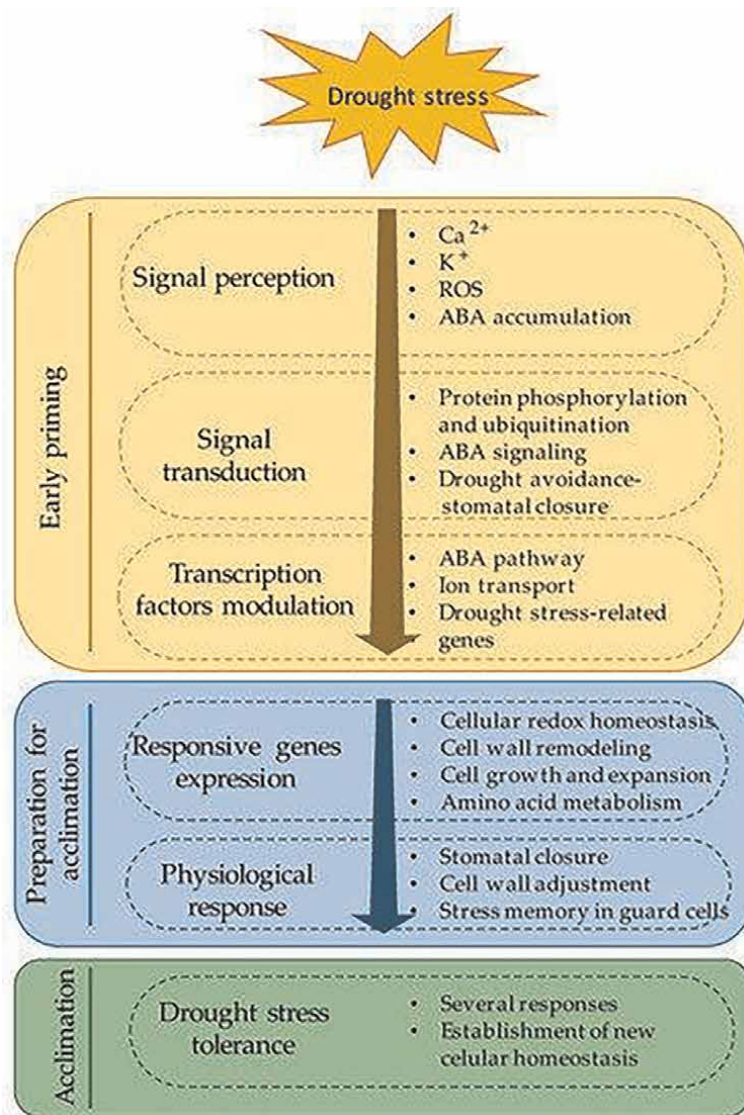 Drought stress
Early priming
Signal perception
• Ca²⁺
• K⁺
• ROS
• ABA accumulation
Signal
transduction
• Protein phosphorylation
and ubiquitination
• ABA signaling
• Drought avoidance-
stomatal closure
Transcription
factors modulation
• ABA pathway
• Ion transport
• Drought stress-related
• genes
Preparation for
acclimation
Responsive genes
expression
• Cellular redox homeostasis
• Cell wall remodeling
• Cell growth and expansion
• Amino acid metabolism
Physiological
response
• Stomatal closure
• Cell wall adjustment
• Stress memory in guard cells
Acclimation
Drought stress
tolerance
• Several responses
• Establishment of new
celular homeostasis